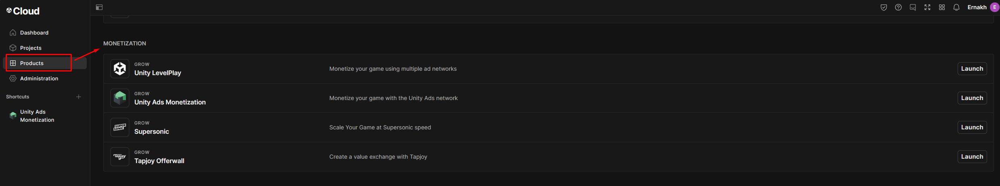 Cloud
Ernakh
E
Dashboard
Projects
Products
Administration
Shortcuts
Unity Ads
Monetization
MONETIZATION
GROW
Unity LevelPlay
Monetize your game using multiple ad networks
Launch
GROW
Unity Ads Monetization
Monetize your game with the Unity Ads network
Launch
SUPER
SONIC
GROW
Supersonic
Scale Your Game at Supersonic speed
Launch
Tapjoy
GROW
Tapjoy Offerwall
Create a value exchange with Tapjoy
Launch